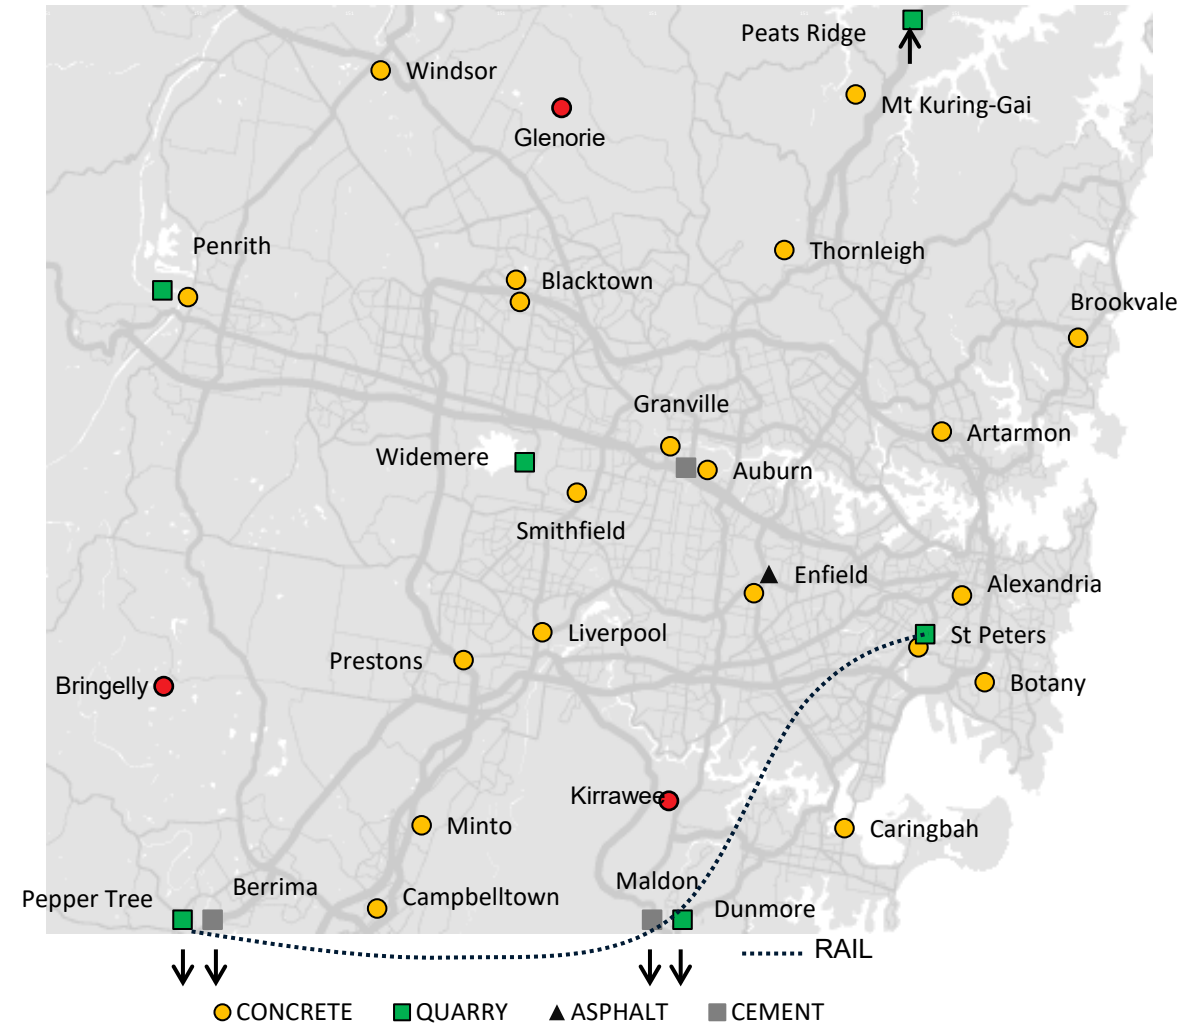 Peats Ridge
Windsor
Mt Kuring-Gai
Glenorie
Penrith
Thornleigh
Blacktown
Brookvale
Granville
Artarmon
Widemere
Auburn
Smithfield
Enfield
Alexandria
Liverpool
St Peters
Prestons
Bringelly
Botany
Kirrawee
Minto
Caringbah
Maldon
Berrima
Pepper Tree
Campbelltown
Dunmore
RAIL
CONCRETE QUARRY ASPHALT CEMENT